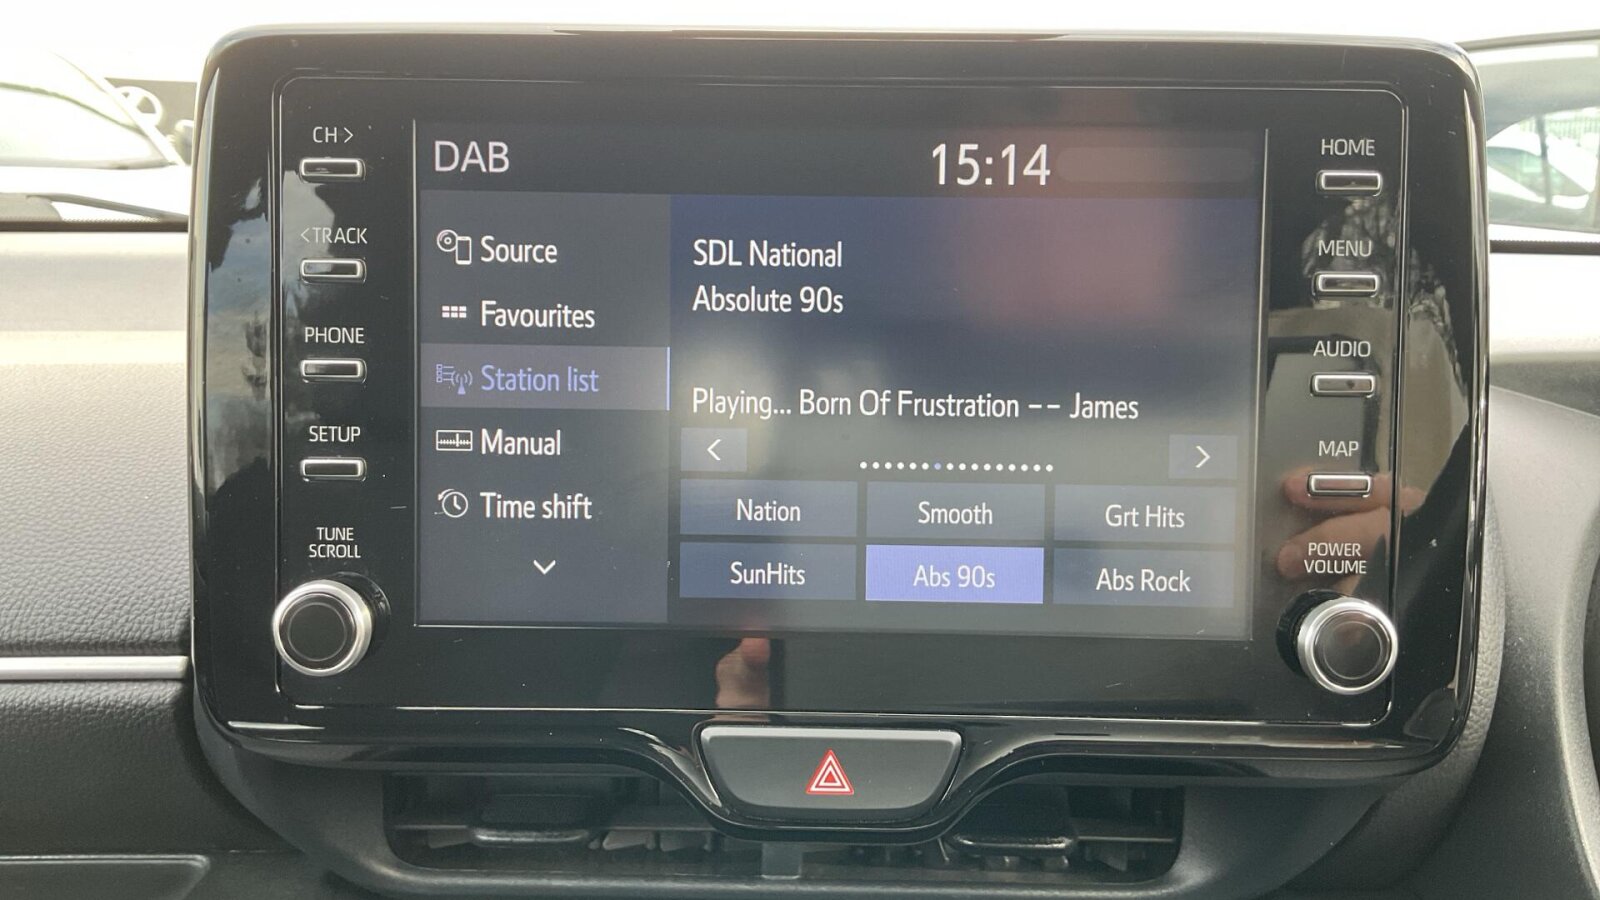 CH >
<TRACK
PHONE
SETUP
TUNE
SCROLL
DAB
15:14
Source
Favourites
Station list
Manual
Time shift
SDL National
Absolute 90s
Playing... Born Of Frustration -- James
< >
Nation Smooth Grt Hits
SunHits Abs 90s Abs Rock
HOME
MENU
AUDIO
MAP
POWER
VOLUME